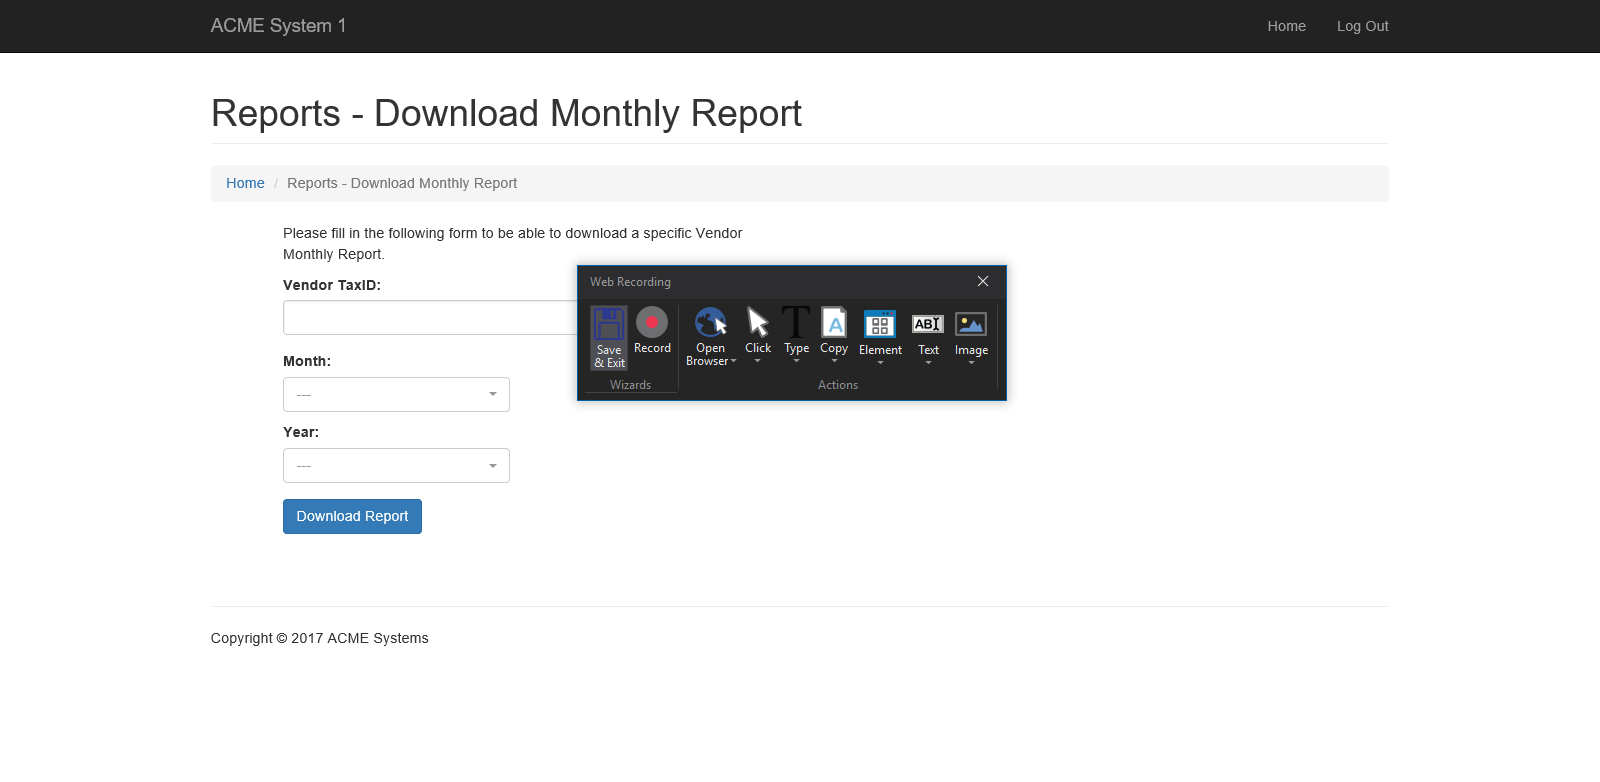 ACME System 1
Home
Log Out
Reports - Download Monthly Report
Home / Reports - Download Monthly Report
Please fill in the following form to be able to download a specific Vendor
Monthly Report.
Vendor TaxID:
Web Recording
Save
& Exit
Record
Open
Browser
Click
T
Type
A
Copy
Element
AB
Text
Image
Wizards
Actions
Month:
---
Year:
---
Download Report
Copyright © 2017 ACME Systems